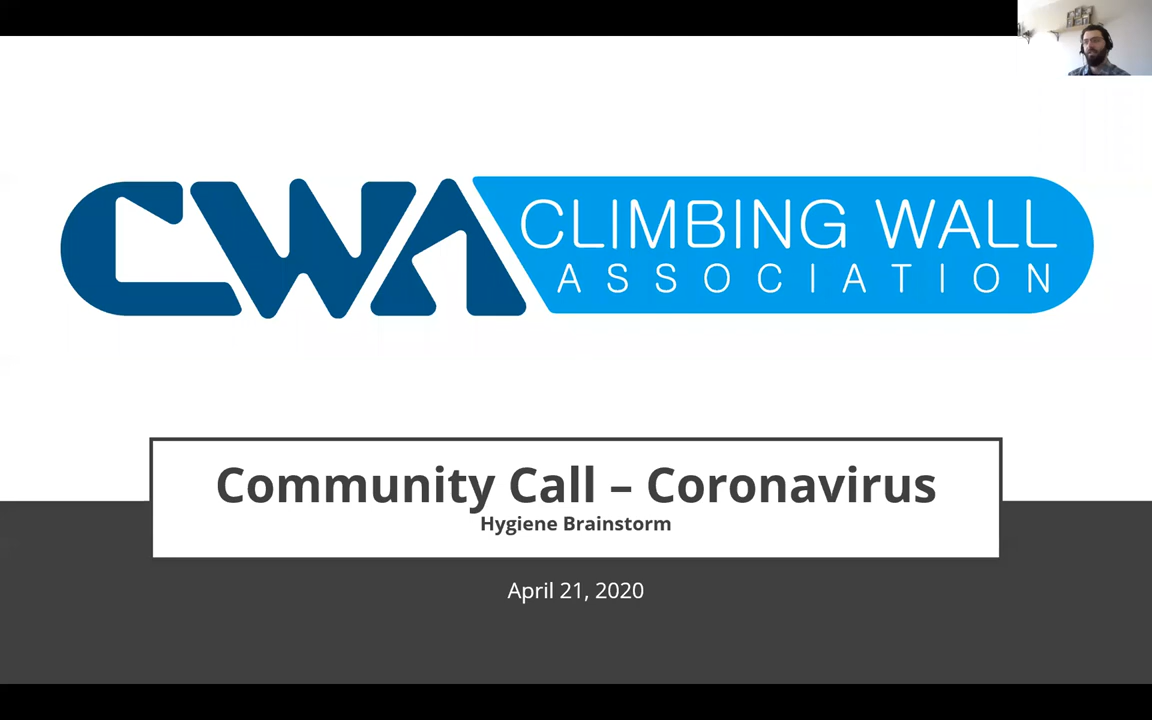 CWA CLIMBING WALL
ASSOCIATION
Community Call – Coronavirus
Hygiene Brainstorm
April 21, 2020